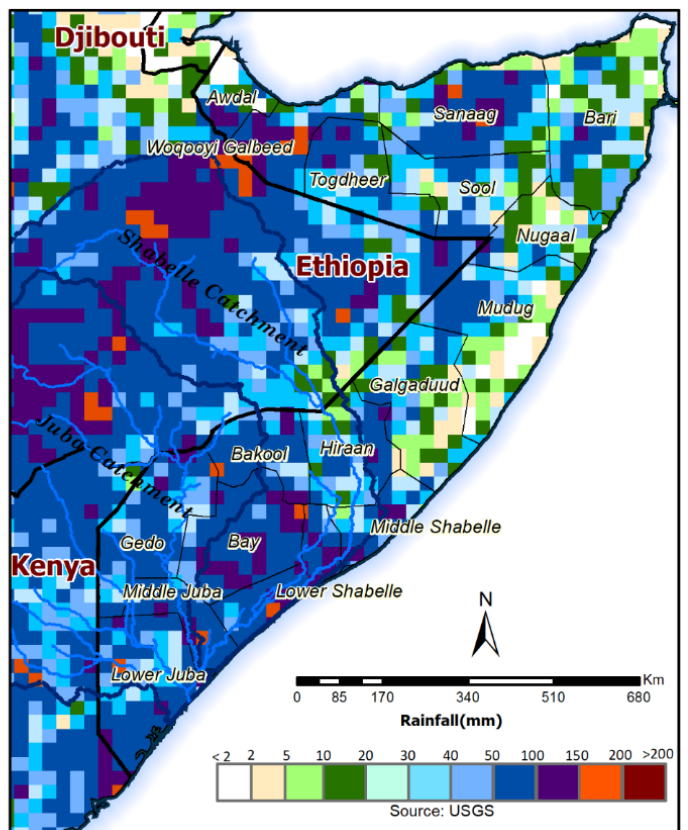 Djibouti
Awdal
Sanaag
Bari
Woqooyi Galbeed
Togdheer
Sool
Nugaal
Shabelle Catchment
Ethiopia
Mudug
Galgaduud
Juba Catchment
Bakool
Hiraan
Gedo
Bay
Middle Shabelle
Kenya
Middle Juba
Lower Shabelle
N
Lower Juba
Km
0 85 170 340 510 680
Rainfall(mm)
< 2 2 5 10 20 30 40 50 100 150 200 >200
Source: USGS